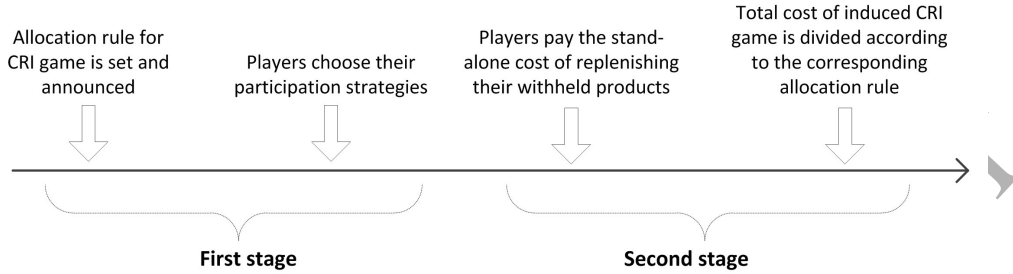 Allocation rule for
CRI game is set and
announced
Players choose their
participation strategies
Players pay the stand-
alone cost of replenishing
their withheld products
Total cost of induced CRI
game is divided according
to the corresponding
allocation rule
First stage
Second stage